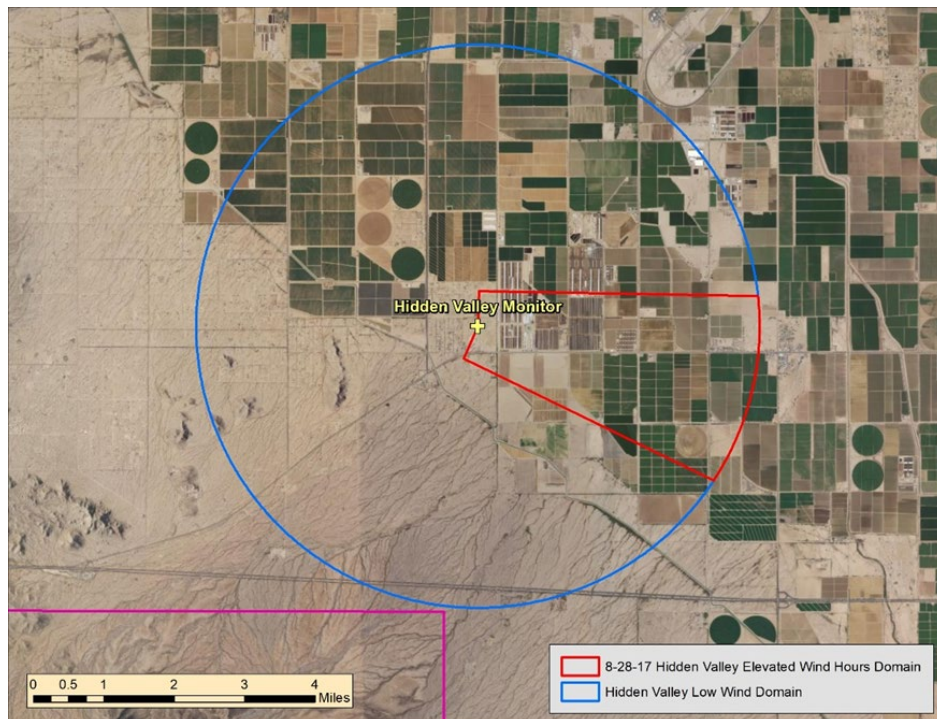 Hidden Valley Monitor
0 0.5 1 2 3 4
Miles
8-28-17 Hidden Valley Elevated Wind Hours Domain
Hidden Valley Low Wind Domain